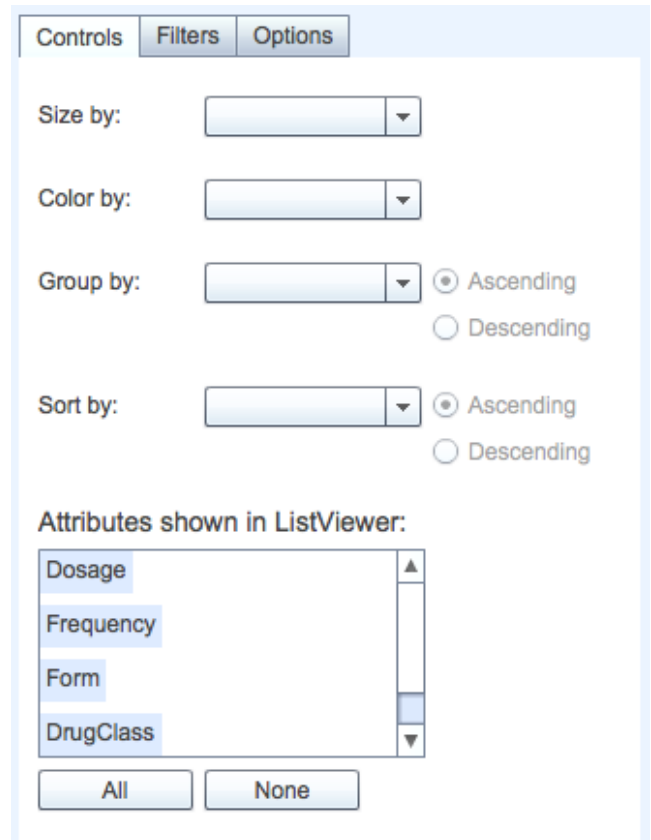 Controls Filters Options
Size by:
Color by:
Group by: Ascending
Descending
Sort by: Ascending
Descending
Attributes shown in ListViewer:
Dosage
Frequency
Form
DrugClass
All None